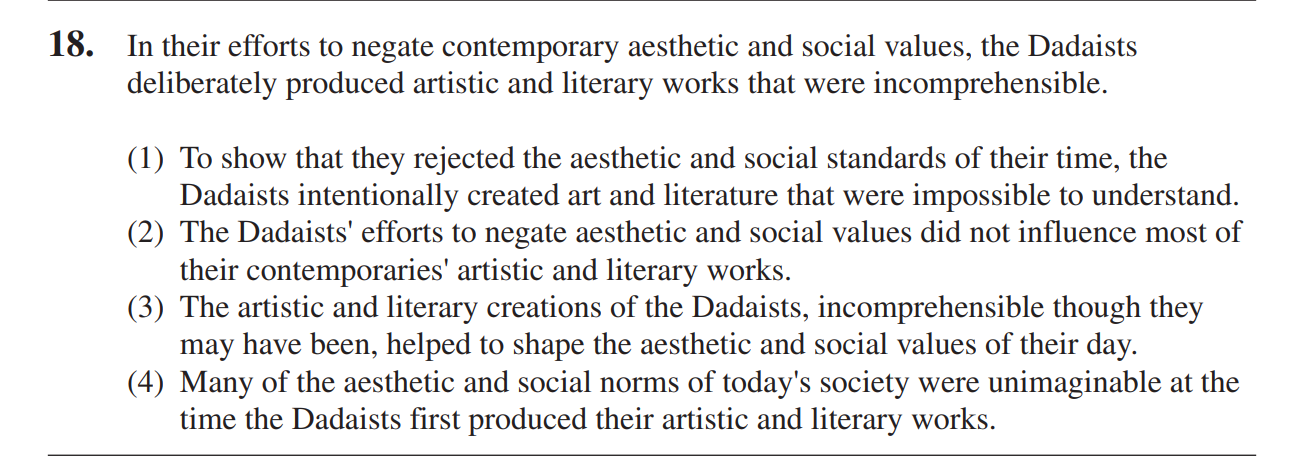 18. In their efforts to negate contemporary aesthetic and social values, the Dadaists
deliberately produced artistic and literary works that were incomprehensible.
(1) To show that they rejected the aesthetic and social standards of their time, the
Dadaists intentionally created art and literature that were impossible to understand.
(2) The Dadaists' efforts to negate aesthetic and social values did not influence most of
their contemporaries' artistic and literary works.
(3) The artistic and literary creations of the Dadaists, incomprehensible though they
may have been, helped to shape the aesthetic and social values of their day.
(4) Many of the aesthetic and social norms of today's society were unimaginable at the
time the Dadaists first produced their artistic and literary works.